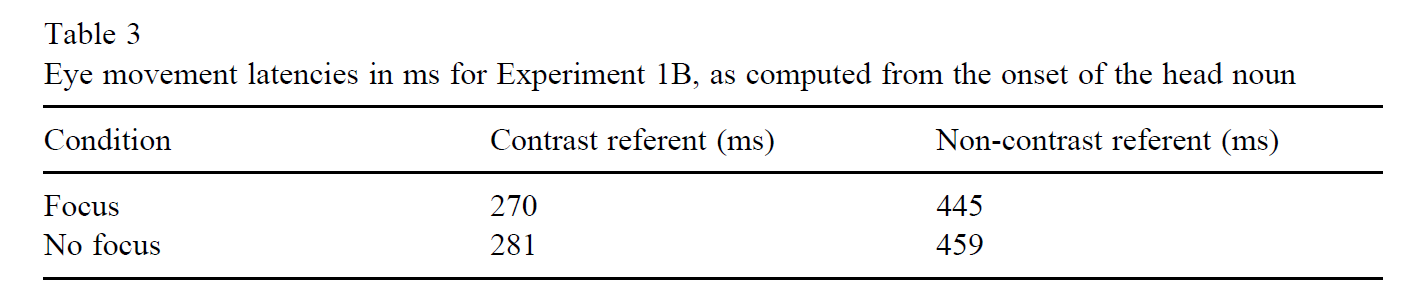 Table 3
Eye movement latencies in ms for Experiment 1B, as computed from the onset of the head noun
Condition Contrast referent (ms) Non-contrast referent (ms)
Focus 270 445
No focus 281 459